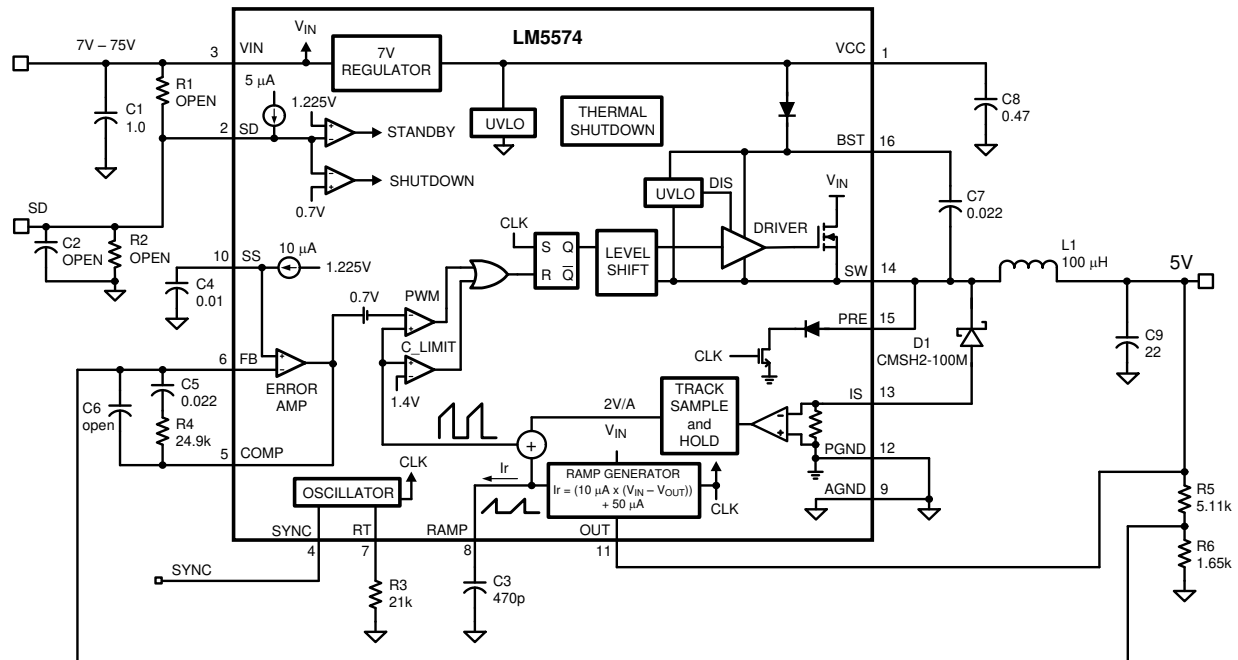 LM5574
7V – 75V
3
VIN
V_IN
7V
REGULATOR
VCC
1
R1
OPEN
C1
1.0
5 μA
1.225V
2
SD
STANDBY
SHUTDOWN
0.7V
UVLO
THERMAL
SHUTDOWN
C8
0.47
BST
16
UVLO
DIS
V_IN
DRIVER
C7
0.022
SD
C2
OPEN
R2
OPEN
10
SS
10 μA
1.225V
C4
0.01
CLK
S
Q
R
Q̅
LEVEL
SHIFT
SW
14
L1
100 μH
5V
0.7V
PWM
C_LIMIT
1.4V
PRE
15
CLK
D1
CMSH2-100M
C9
22
6
FB
ERROR
AMP
C5
0.022
C6
open
R4
24.9k
5
COMP
2V/A
TRACK
SAMPLE
and
HOLD
IS
13
PGND
12
AGND
9
V_IN
Ir
RAMP GENERATOR
Ir = (10 μA x (V_IN – V_OUT))
+ 50 μA
CLK
OSCILLATOR
CLK
SYNC
4
RT
7
RAMP
8
OUT
11
R5
5.11k
R6
1.65k
SYNC
R3
21k
C3
470p